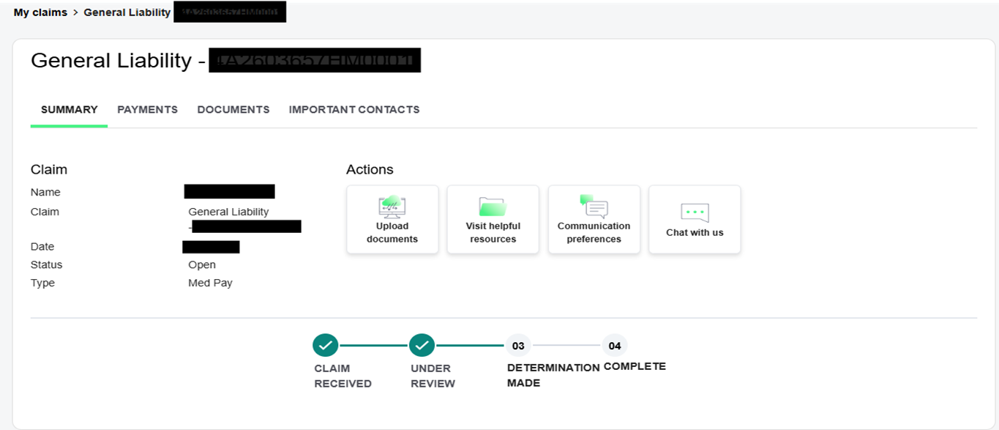 My claims > General Liability
General Liability -
SUMMARY PAYMENTS DOCUMENTS IMPORTANT CONTACTS
Claim
Name
Claim General Liability
-
Date
Status Open
Type Med Pay
Actions
Upload documents
Visit helpful resources
Communication preferences
Chat with us
03 04
CLAIM RECEIVED
UNDER REVIEW
DETERMINATION MADE
COMPLETE